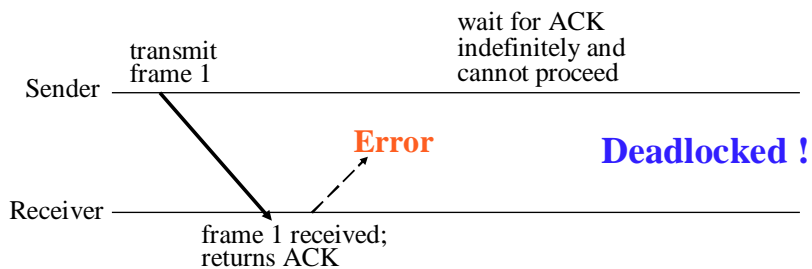 transmit
frame 1
wait for ACK
indefinitely and
cannot proceed
Sender
Error
Deadlocked !
Receiver
frame 1 received;
returns ACK